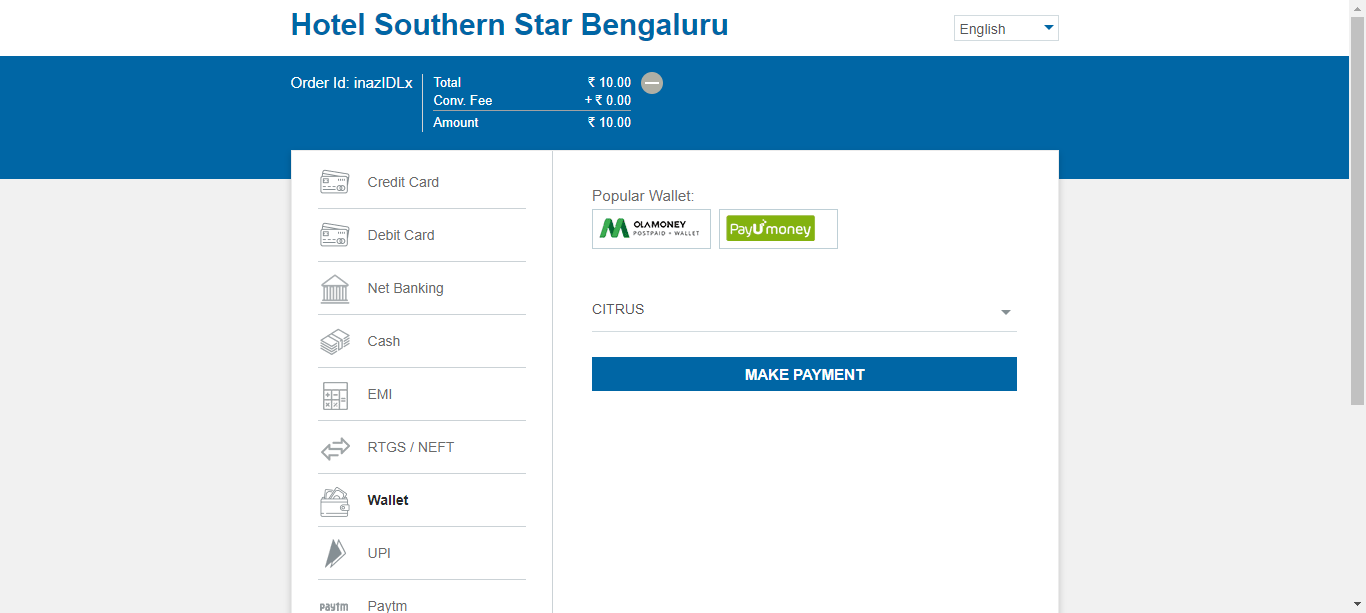 Hotel Southern Star Bengaluru
English
Order Id: inazIDLx
Total ₹ 10.00
Conv. Fee + ₹ 0.00
Amount ₹ 10.00
Credit Card
Debit Card
Net Banking
Cash
EMI
RTGS / NEFT
Wallet
UPI
paytm Paytm
Popular Wallet:
OLAMONEY
POSTPAID + WALLET
PayUmoney
CITRUS
MAKE PAYMENT